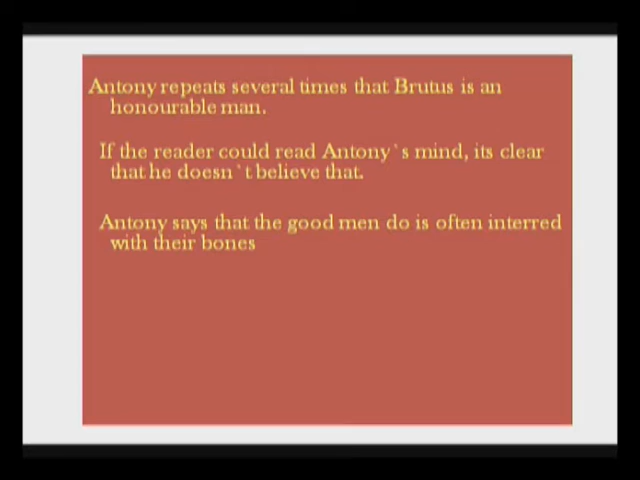 Antony repeats several times that Brutus is an
honourable man.
If the reader could read Antony`s mind, its clear
that he doesn`t believe that.
Antony says that the good men do is often interred
with their bones